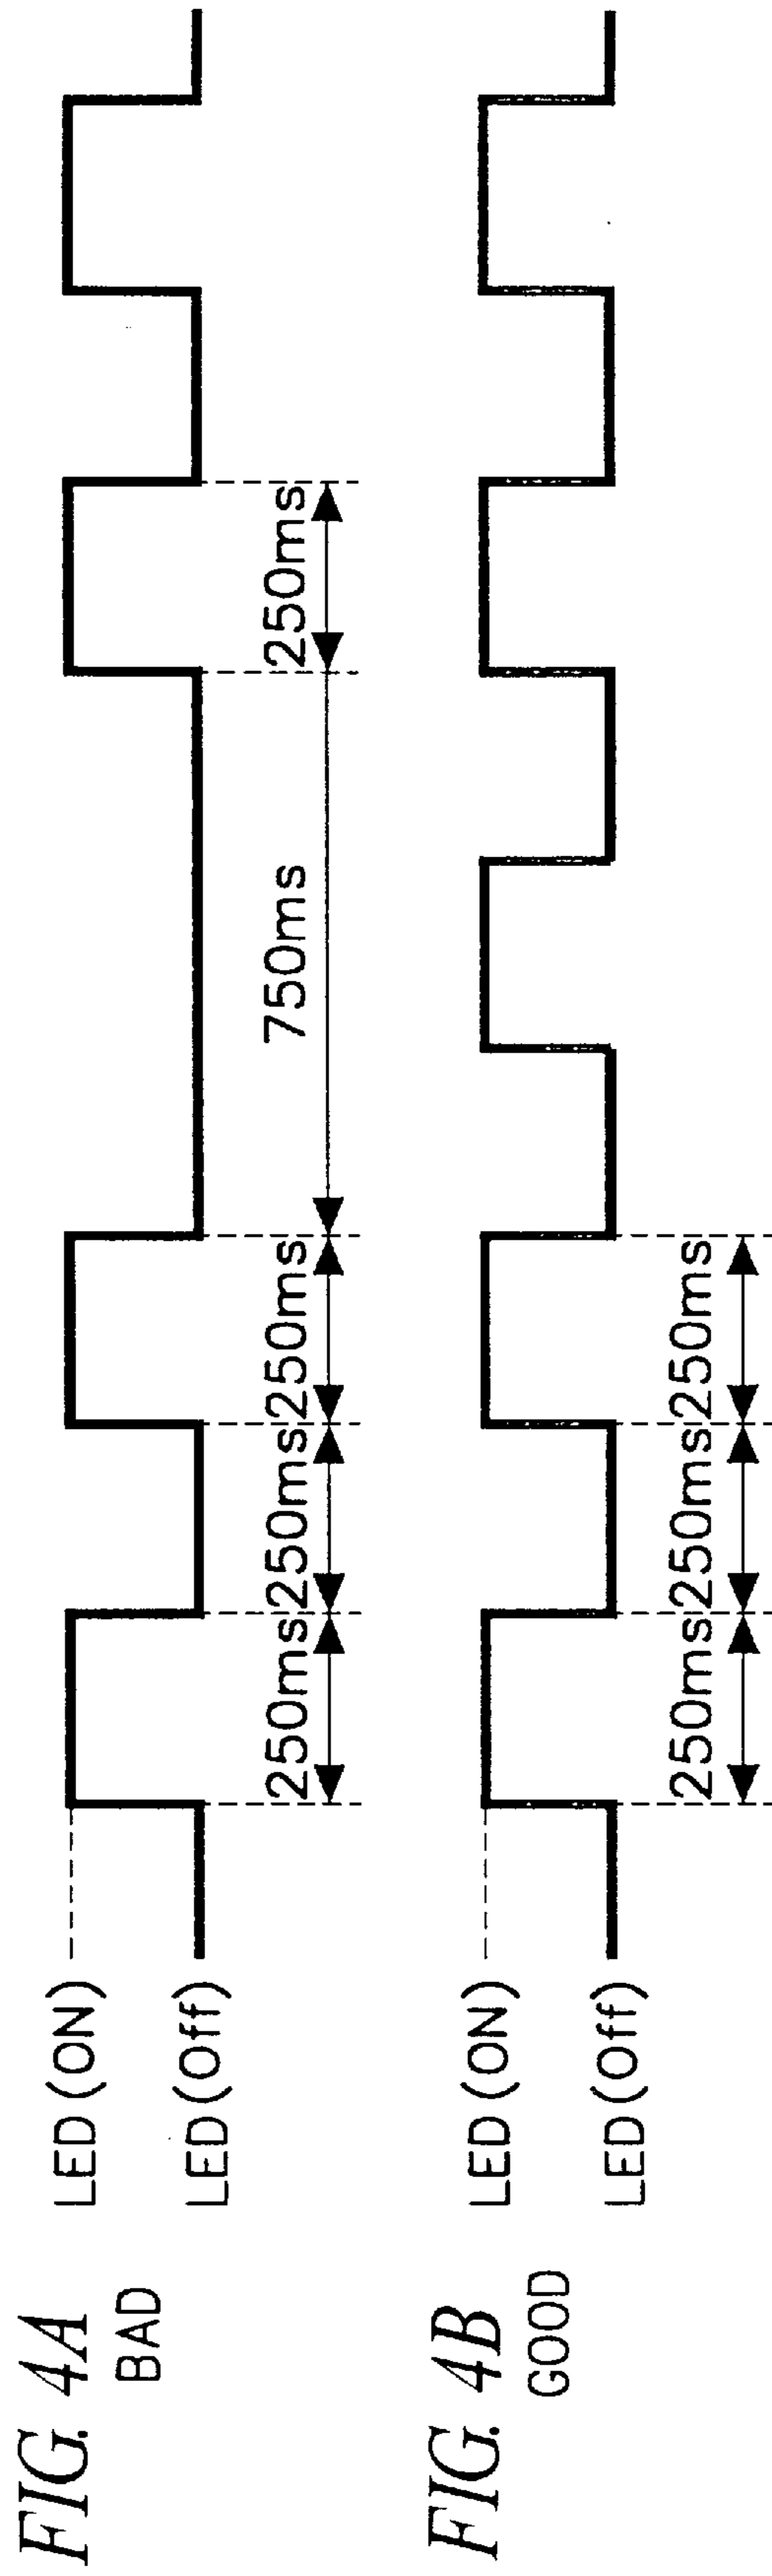 FIG. 4A
BAD
LED (ON)
LED (Off)
250ms 250ms 250ms 750ms 250ms
FIG. 4B
GOOD
LED (ON)
LED (Off)
250ms 250ms 250ms